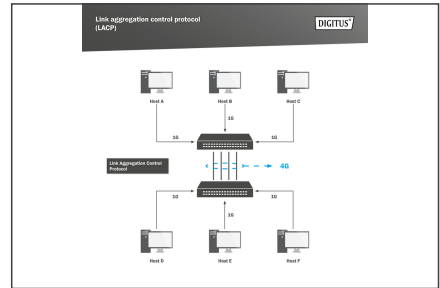 Link aggregation control protocol
(LACP)
DIGITUS®
Host A
Host B
Host C
1G
1G
1G
Link Aggregation Control
Protocol
4G
1G
1G
1G
Host D
Host E
Host F